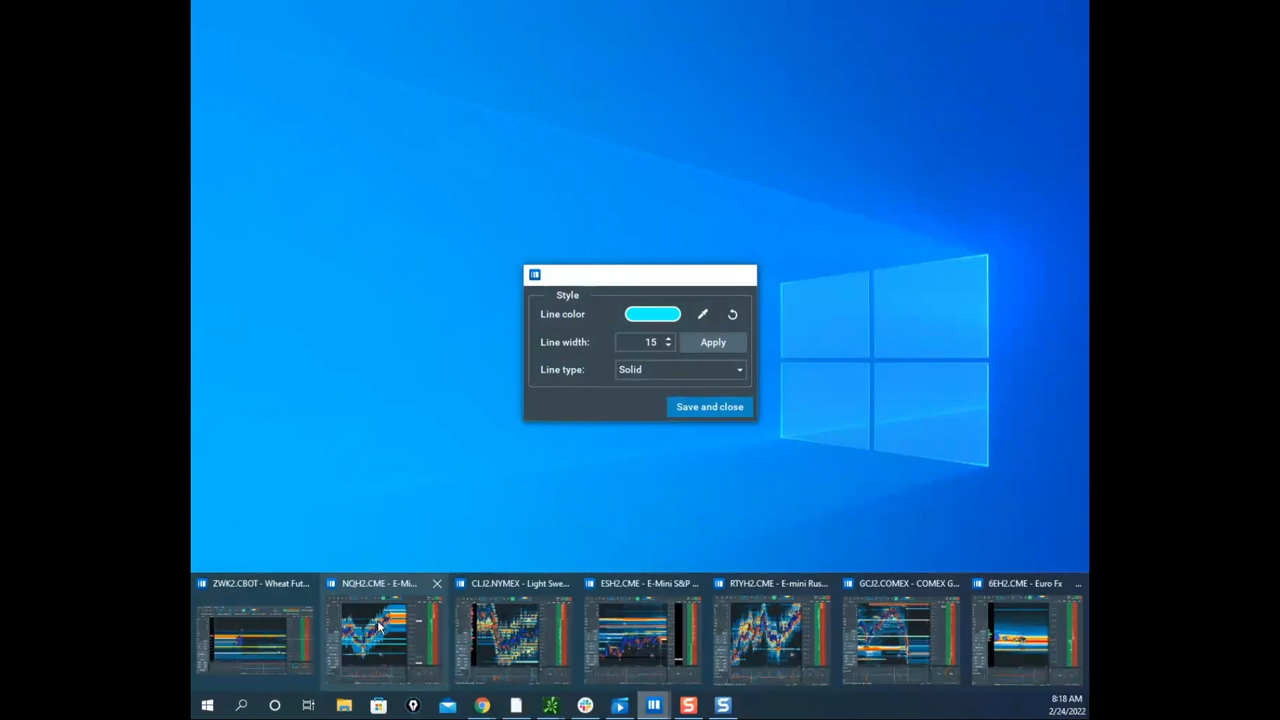 Style
Line color
Line width: 15 Apply
Line type: Solid
Save and close
ZWK2.CBOT - Wheat Fut...
NQH2.CME - E-Mi...
CLJ2.NYMEX - Light Swe...
ESH2.CME - E-Mini S&P ...
RTYH2.CME - E-mini Rus...
GCJ2.COMEX - COMEX G...
6EH2.CME - Euro Fx ...
8:18 AM
2/24/2022